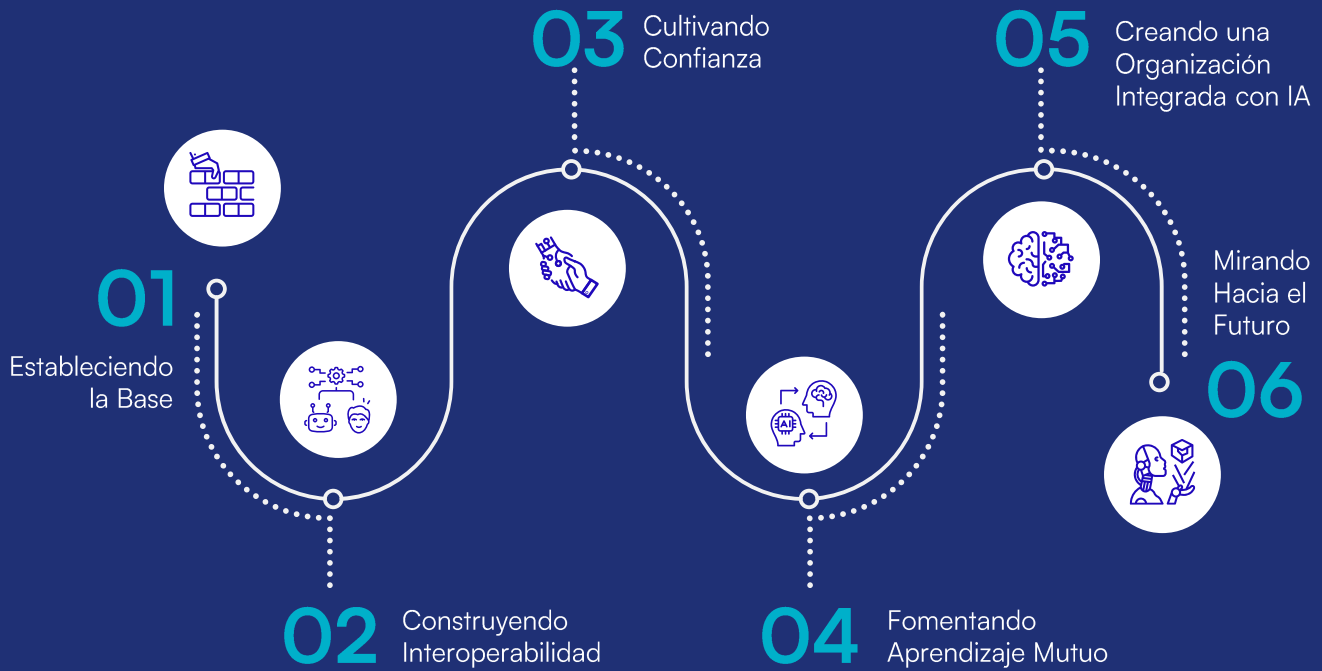 01
Estableciendo
la Base
02
Construyendo
Interoperabilidad
03
Cultivando
Confianza
04
Fomentando
Aprendizaje Mutuo
05
Creando una
Organización
Integrada con IA
Mirando
Hacia el
Futuro
06
AI